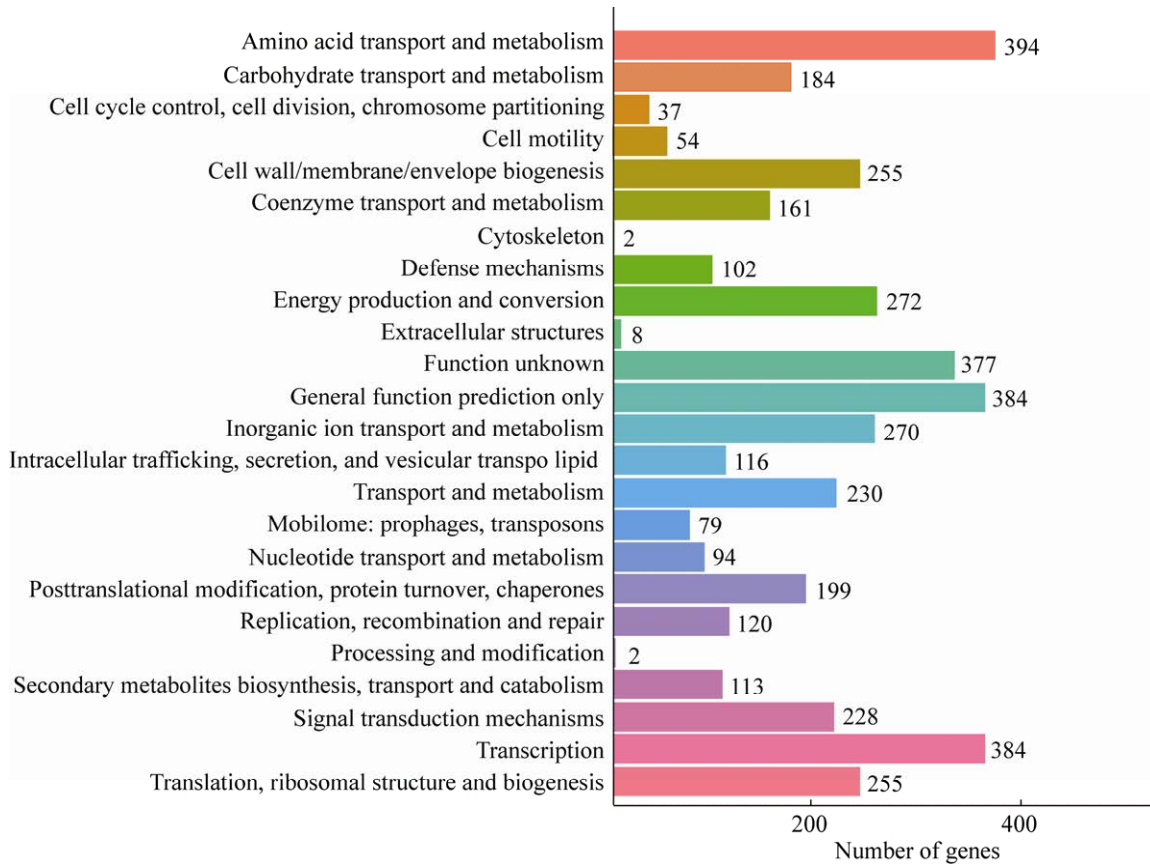 Amino acid transport and metabolism 394
Carbohydrate transport and metabolism 184
Cell cycle control, cell division, chromosome partitioning 37
Cell motility 54
Cell wall/membrane/envelope biogenesis 255
Coenzyme transport and metabolism 161
Cytoskeleton 2
Defense mechanisms 102
Energy production and conversion 272
Extracellular structures 8
Function unknown 377
General function prediction only 384
Inorganic ion transport and metabolism 270
Intracellular trafficking, secretion, and vesicular transpo lipid 116
Transport and metabolism 230
Mobilome: prophages, transposons 79
Nucleotide transport and metabolism 94
Posttranslational modification, protein turnover, chaperones 199
Replication, recombination and repair 120
Processing and modification 2
Secondary metabolites biosynthesis, transport and catabolism 113
Signal transduction mechanisms 228
Transcription 384
Translation, ribosomal structure and biogenesis 255
200 400
Number of genes